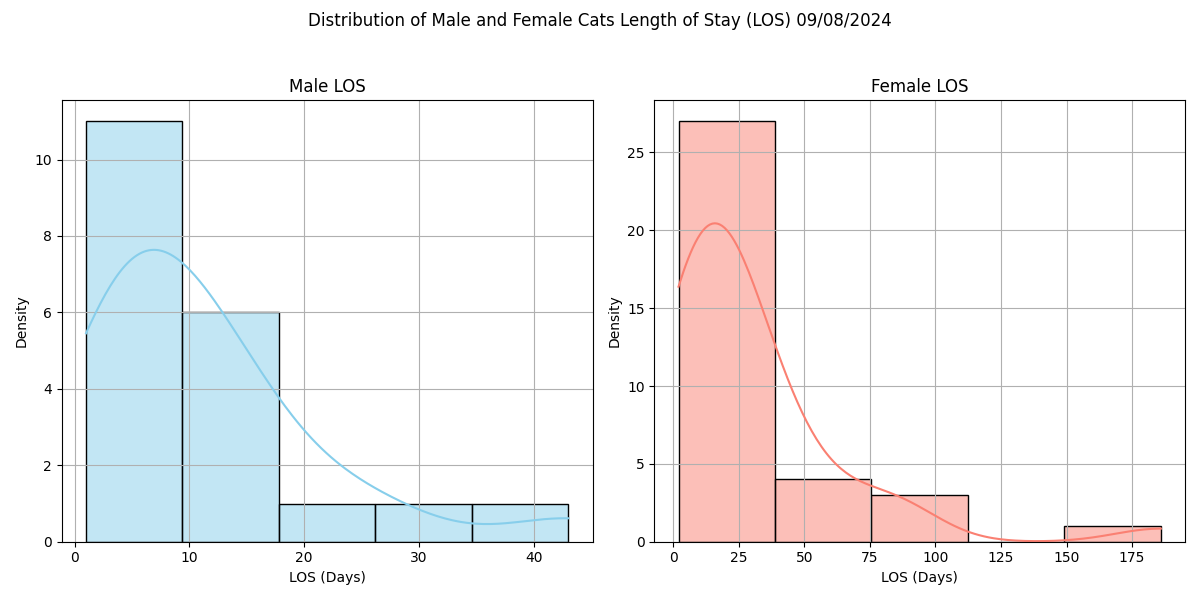 Distribution of Male and Female Cats Length of Stay (LOS) 09/08/2024
Male LOS
Density
10
8
6
4
2
0
0 10 20 30 40
LOS (Days)
Female LOS
Density
25
20
15
10
5
0
0 25 50 75 100 125 150 175
LOS (Days)